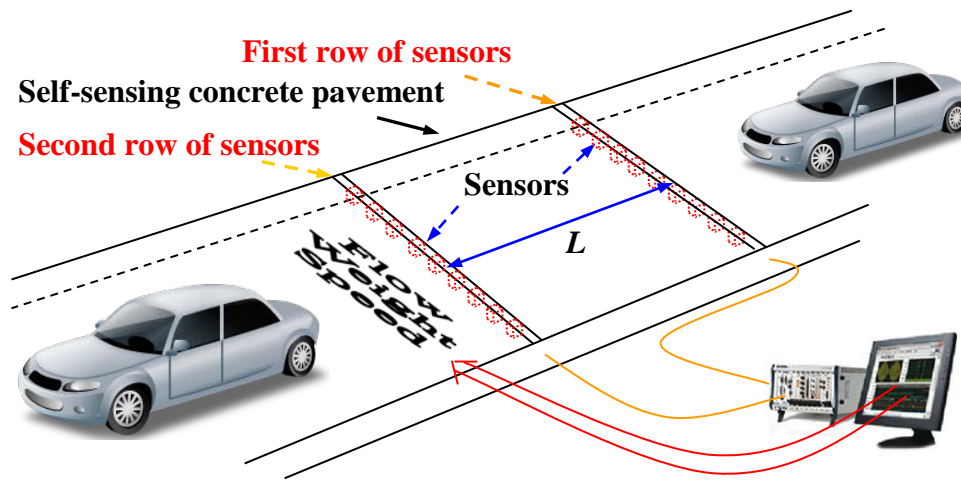 First row of sensors
Self-sensing concrete pavement
Second row of sensors
Sensors
L
Flow
Weight
Speed